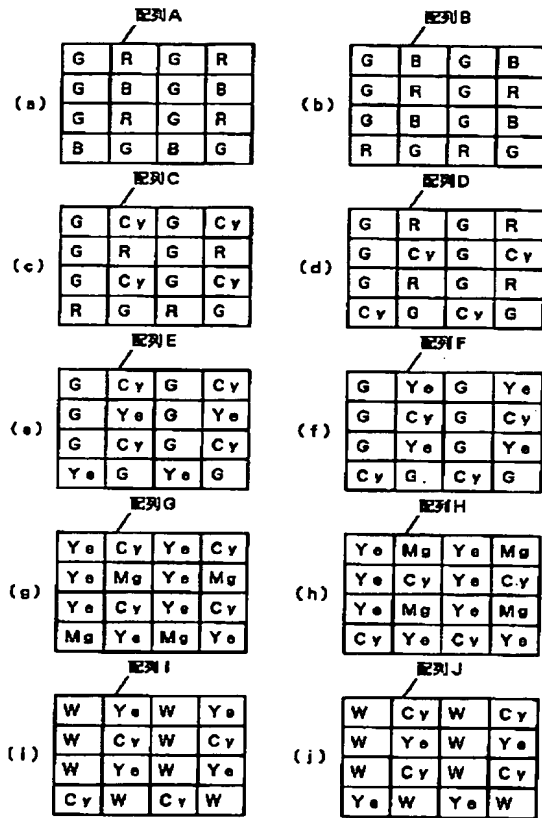 配列A
(a)
G R G R
G B G B
G R G R
B G B G
配列B
(b)
G B G B
G R G R
G B G B
R G R G
配列C
(c)
G Cy G Cy
G R G R
G Cy G Cy
R G R G
配列D
(d)
G R G R
G Cy G Cy
G R G R
Cy G Cy G
配列E
(e)
G Cy G Cy
G Ye G Ye
G Cy G Cy
Ye G Ye G
配列F
(f)
G Ye G Ye
G Cy G Cy
G Ye G Ye
Cy G. Cy G
配列G
(g)
Ye Cy Ye Cy
Ye Mg Ye Mg
Ye Cy Ye Cy
Mg Ye Mg Ye
配列H
(h)
Ye Mg Ye Mg
Ye Cy Ye Cy
Ye Mg Ye Mg
Cy Ye Cy Ye
配列I
(i)
W Ye W Ye
W Cy W Cy
W Ye W Ye
Cy W Cy W
配列J
(j)
W Cy W Cy
W Ye W Ye
W Cy W Cy
Ye W Ye W